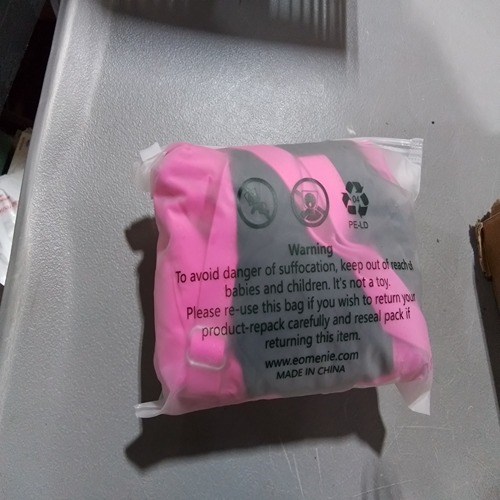 04
PE-LD
Warning
To avoid danger of suffocation, keep out of reach of
babies and children. It's not a toy.
Please re-use this bag if you wish to return your
product-repack carefully and reseal pack if
returning this item.
www.eomenie.com
MADE IN CHINA